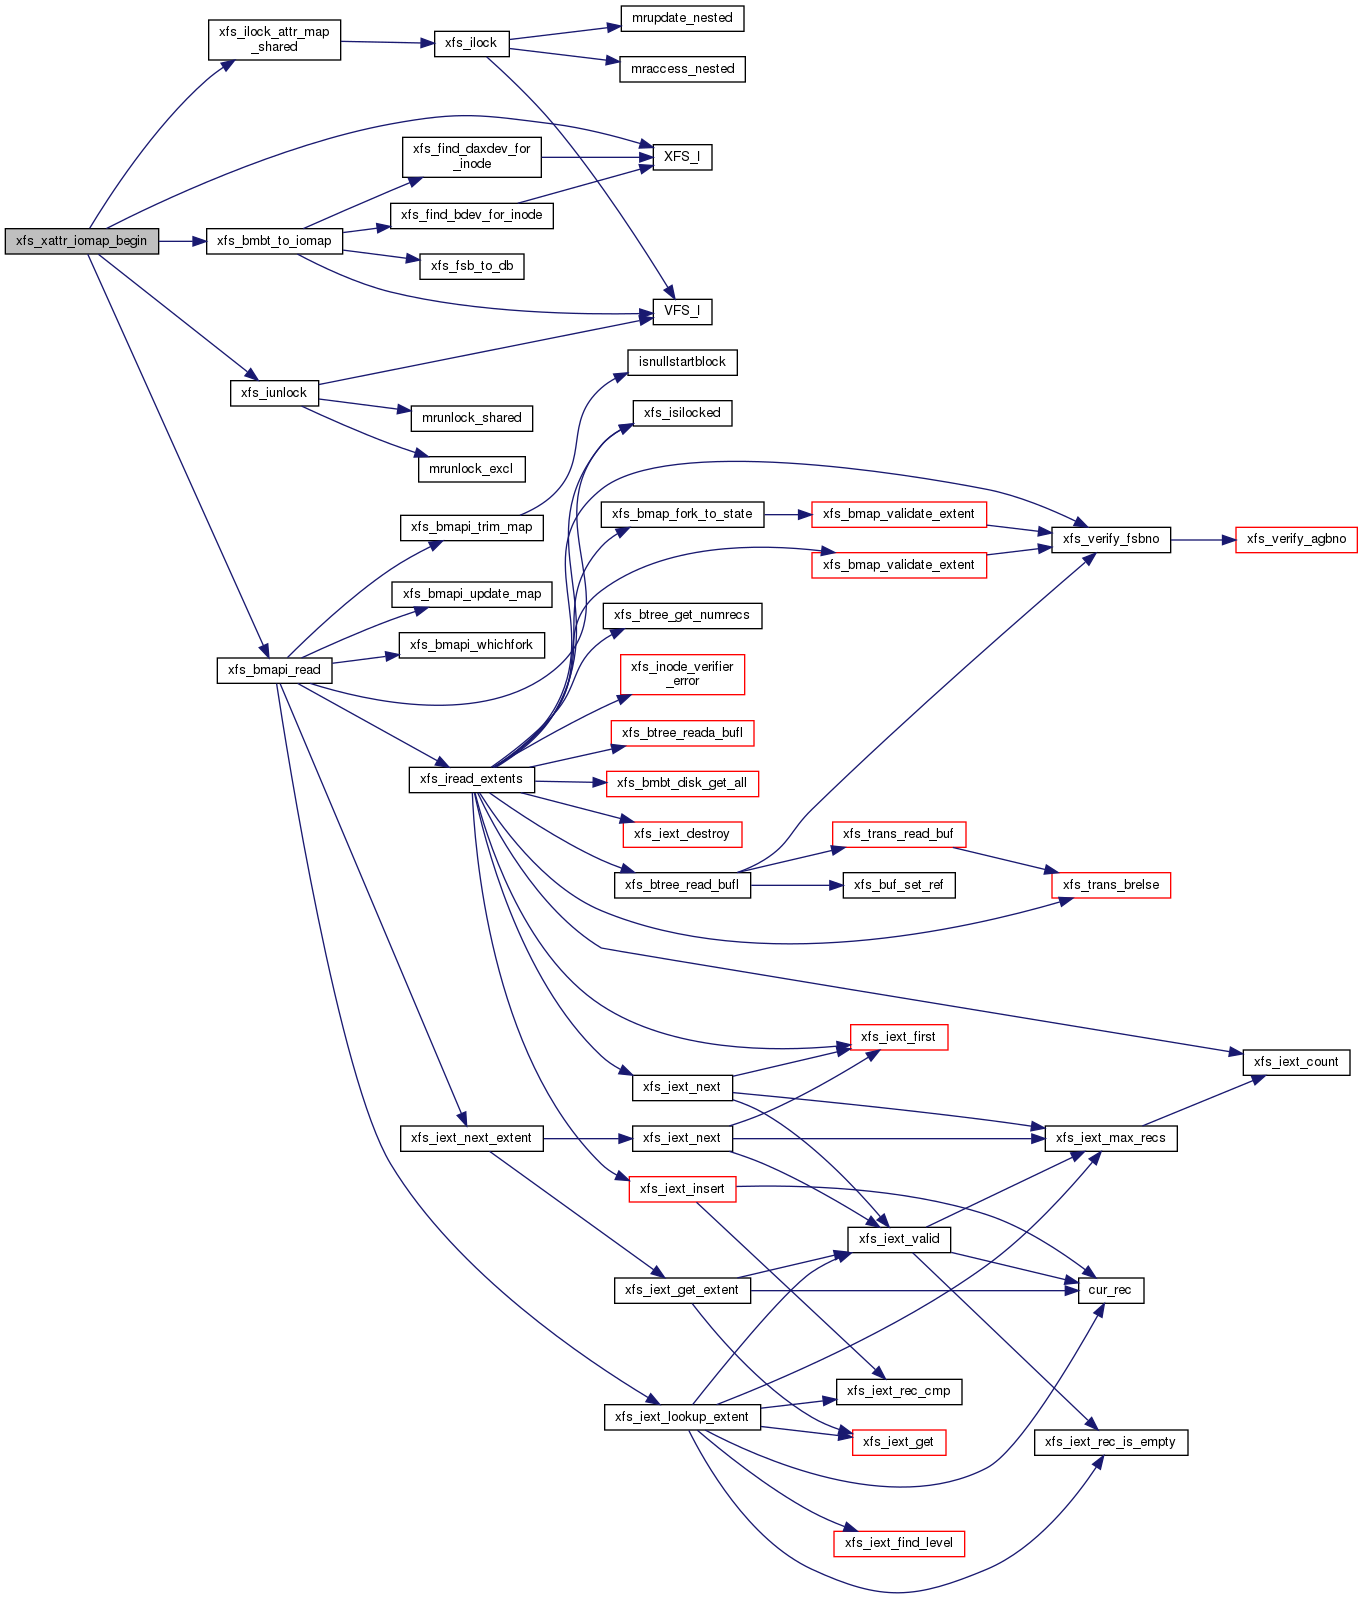 xfs_xattr_iomap_begin
xfs_ilock_attr_map
_shared
xfs_ilock
mrupdate_nested
mraccess_nested
XFS_I
xfs_find_daxdev_for
_inode
xfs_find_bdev_for_inode
xfs_bmbt_to_iomap
xfs_fsb_to_db
VFS_I
xfs_iunlock
mrunlock_shared
mrunlock_excl
isnullstartblock
xfs_isilocked
xfs_bmapi_trim_map
xfs_bmapi_update_map
xfs_bmapi_whichfork
xfs_bmapi_read
xfs_bmap_fork_to_state
xfs_bmap_validate_extent
xfs_bmap_validate_extent
xfs_verify_fsbno
xfs_verify_agbno
xfs_btree_get_numrecs
xfs_inode_verifier
_error
xfs_btree_reada_bufl
xfs_iread_extents
xfs_bmbt_disk_get_all
xfs_iext_destroy
xfs_btree_read_bufl
xfs_trans_read_buf
xfs_buf_set_ref
xfs_trans_brelse
xfs_iext_first
xfs_iext_count
xfs_iext_next
xfs_iext_next_extent
xfs_iext_next
xfs_iext_max_recs
xfs_iext_insert
xfs_iext_valid
xfs_iext_get_extent
cur_rec
xfs_iext_rec_cmp
xfs_iext_lookup_extent
xfs_iext_get
xfs_iext_rec_is_empty
xfs_iext_find_level